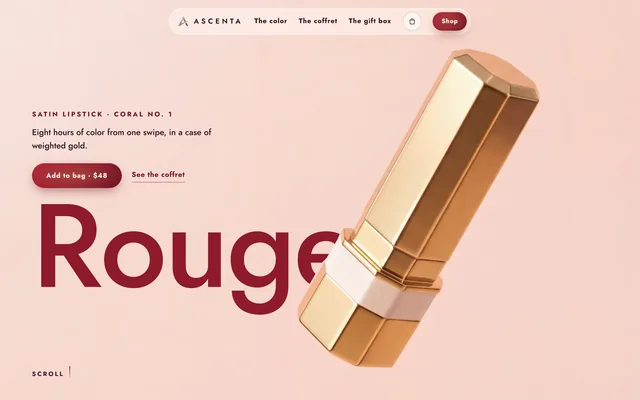 ASCENTA The color The coffret The gift box Shop
SATIN LIPSTICK · CORAL NO. 1
Eight hours of color from one swipe, in a case of
weighted gold.
Add to bag · $48 See the coffret
Rouge
SCROLL